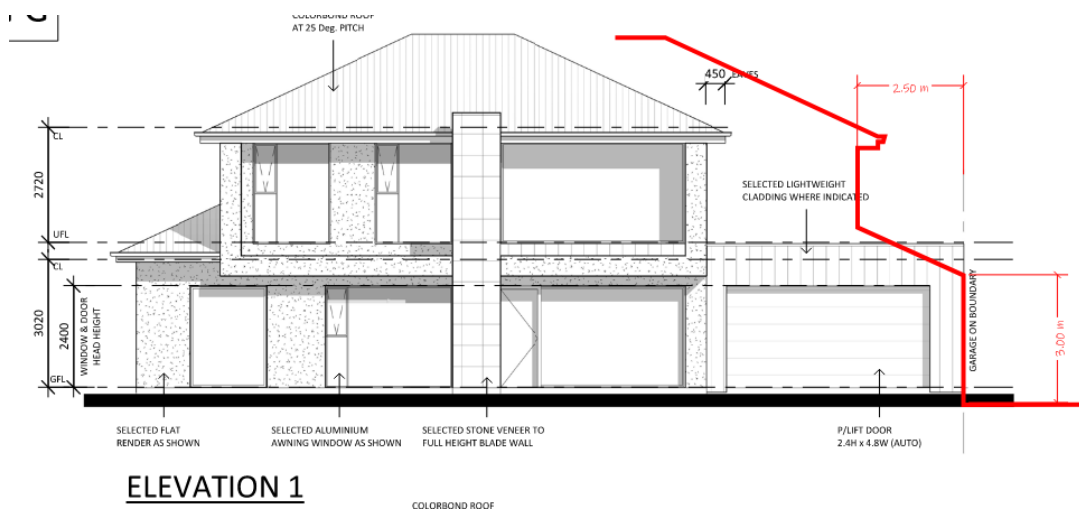 COLORBOND ROOF
AT 25 Deg. PITCH
450 EAVES
2.50 m
CL
2720
SELECTED LIGHTWEIGHT
CLADDING WHERE INDICATED
UFL
CL
3020
2400
WINDOW & DOOR
HEAD HEIGHT
GARAGE ON BOUNDARY
3.00 m
GFL
SELECTED FLAT
RENDER AS SHOWN
SELECTED ALUMINIUM
AWNING WINDOW AS SHOWN
SELECTED STONE VENEER TO
FULL HEIGHT BLADE WALL
P/LIFT DOOR
2.4H x 4.8W (AUTO)
ELEVATION 1
COLORBOND ROOF